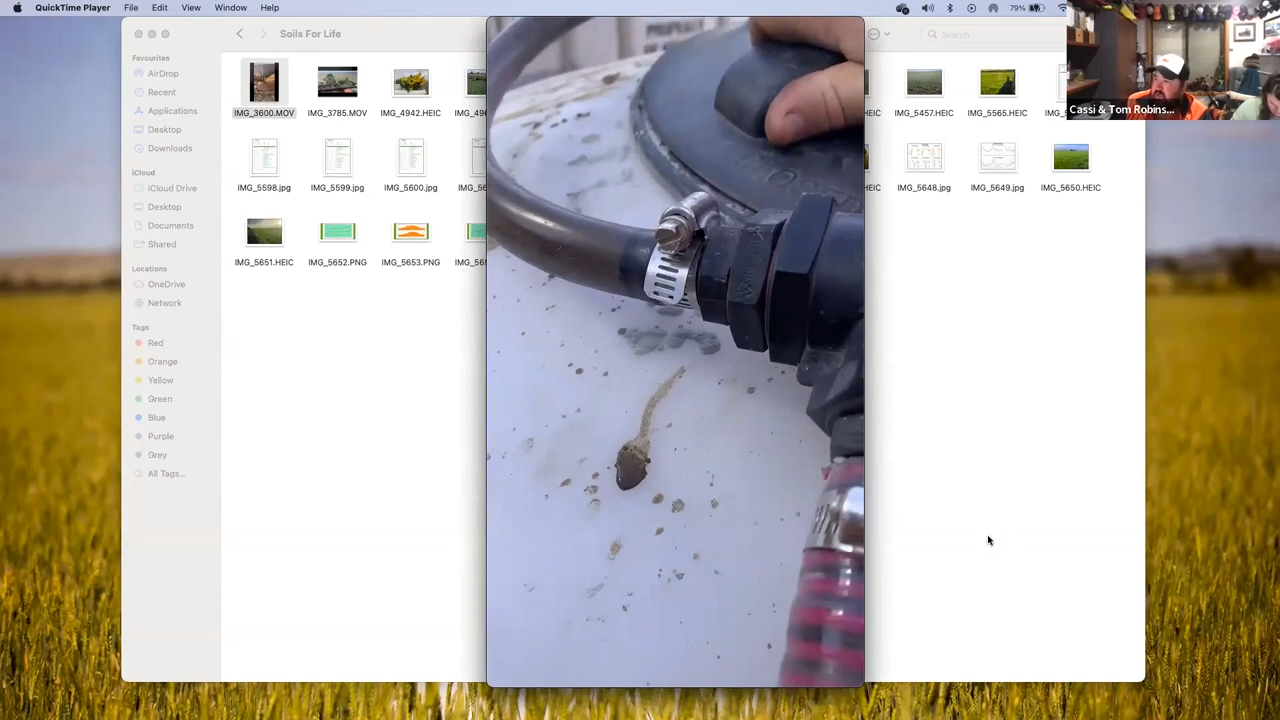 QuickTime Player File Edit View Window Help 79%
Soils For Life
Search
Favourites
AirDrop
Recent
Applications
Desktop
Downloads
iCloud
iCloud Drive
Desktop
Documents
Shared
Locations
OneDrive
Network
Tags
Red
Orange
Yellow
Green
Blue
Purple
Grey
All Tags...
IMG_3600.MOV IMG_3785.MOV IMG_4942.HEIC IMG_5457.HEIC IMG_5565.HEIC
IMG_5598.jpg IMG_5599.jpg IMG_5600.jpg HEIC IMG_5648.jpg IMG_5649.jpg IMG_5650.HEIC
IMG_5651.HEIC IMG_5652.PNG IMG_5653.PNG
PROPERTY
Cassi & Tom Robins...